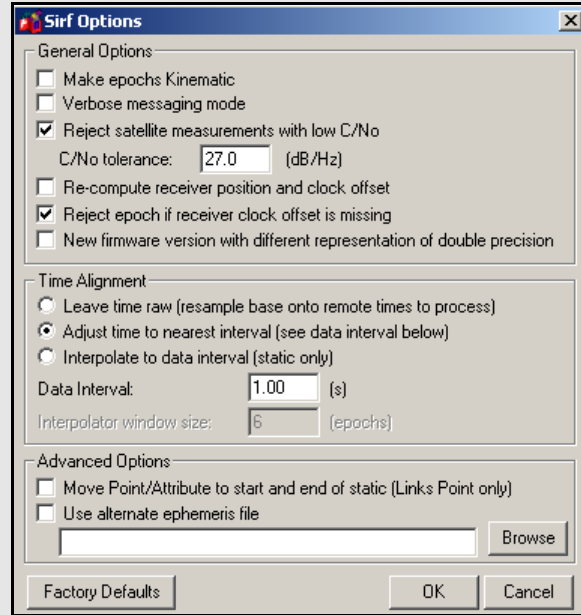 Sirf Options
General Options
Make epochs Kinematic
Verbose messaging mode
Reject satellite measurements with low C/No
C/No tolerance: 27.0 (dB/Hz)
Re-compute receiver position and clock offset
Reject epoch if receiver clock offset is missing
New firmware version with different representation of double precision
Time Alignment
Leave time raw (resample base onto remote times to process)
Adjust time to nearest interval (see data interval below)
Interpolate to data interval (static only)
Data Interval: 1.00 (s)
Interpolator window size: 6 (epochs)
Advanced Options
Move Point/Attribute to start and end of static (Links Point only)
Use alternate ephemeris file
Browse
Factory Defaults OK Cancel